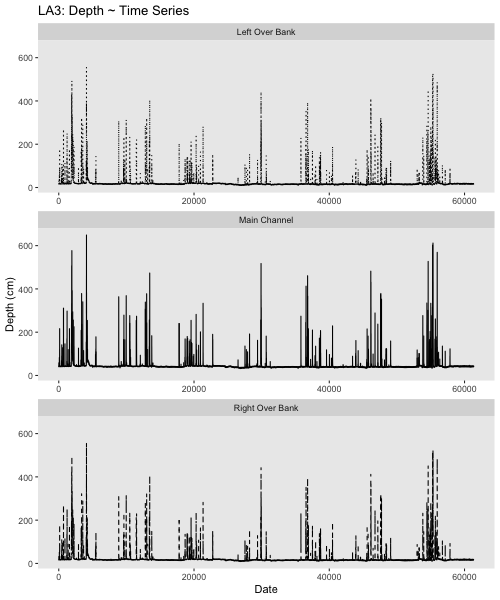 LA3: Depth ~ Time Series
Left Over Bank
600
400
200
0
Main Channel
600
400
200
0
Depth (cm)
Right Over Bank
600
400
200
0
0 20000 40000 60000
Date